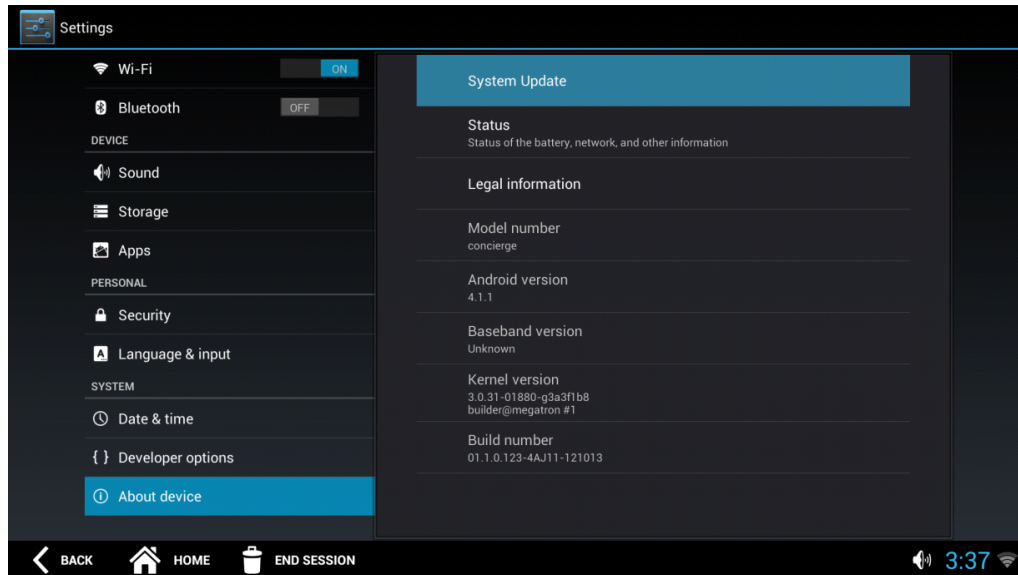 Settings
Wi-Fi ON
Bluetooth OFF
DEVICE
Sound
Storage
Apps
PERSONAL
Security
A Language & input
SYSTEM
Date & time
{ } Developer options
About device
System Update
Status
Status of the battery, network, and other information
Legal information
Model number
concierge
Android version
4.1.1
Baseband version
Unknown
Kernel version
3.0.31-01880-g3a3f1b8
builder@megatron #1
Build number
01.1.0.123-4AJ11-121013
BACK HOME END SESSION 3:37